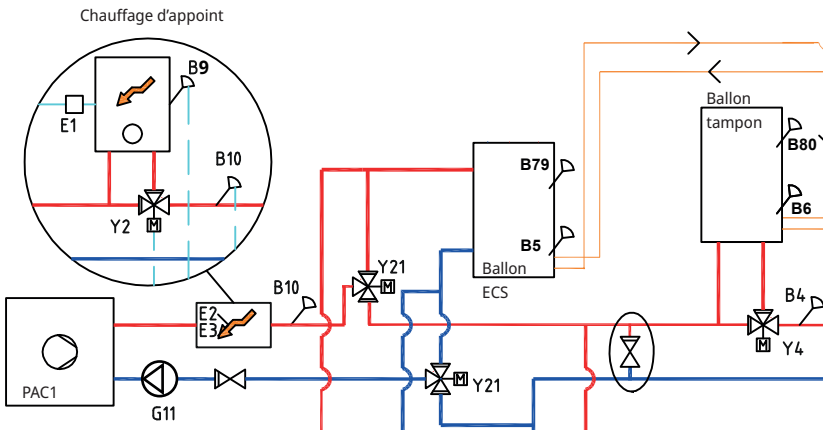 Chauffage d'appoint
B9
E1
B10
Y2
M
Ballon
tampon
B80
B6
B79
B5
Ballon
ECS
Y21
M
B10
E2
E3
B4
M
Y4
PAC1
G11
M
Y21